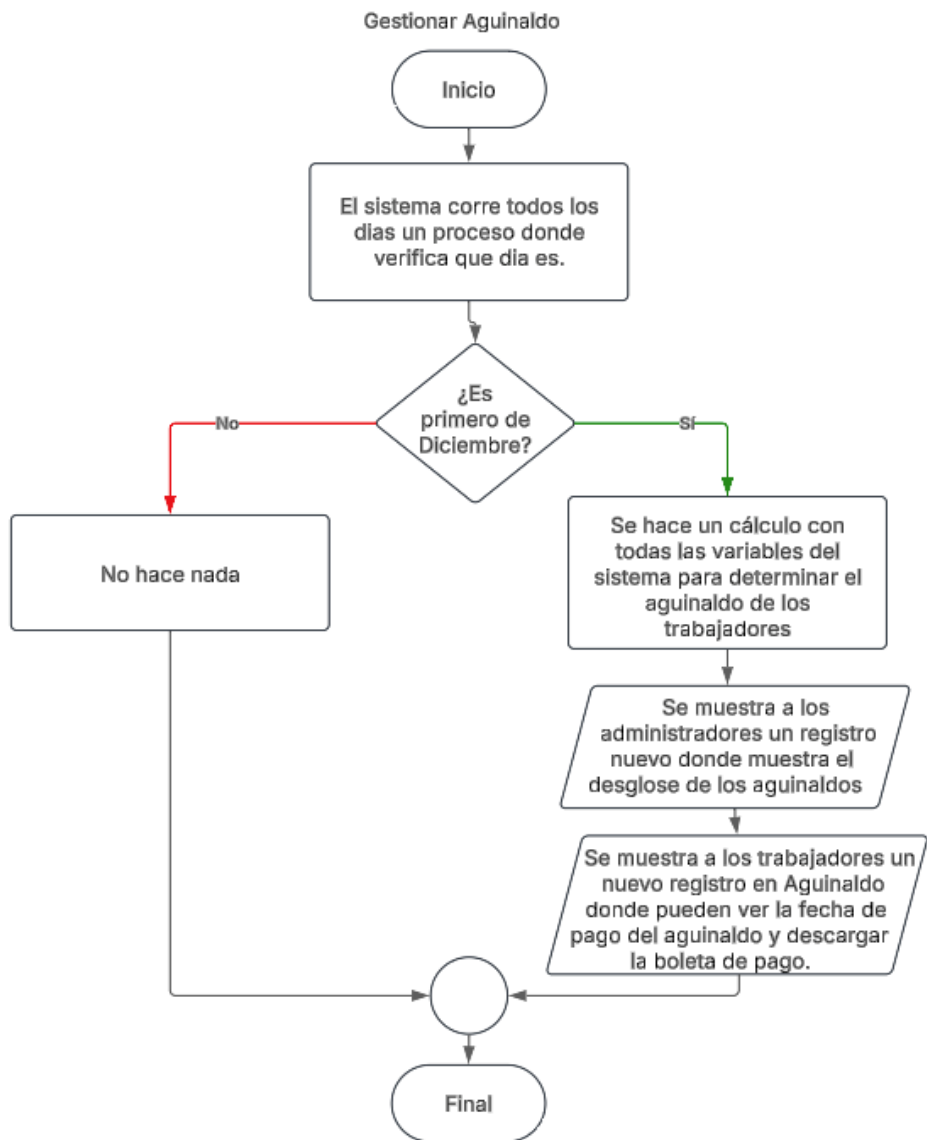 Gestionar Aguinaldo
Inicio
El sistema corre todos los
dias un proceso donde
verifica que dia es.
¿Es
primero de
Diciembre?
No
Sí
No hace nada
Se hace un cálculo con
todas las variables del
sistema para determinar el
aguinaldo de los
trabajadores
Se muestra a los
administradores un registro
nuevo donde muestra el
desglose de los aguinaldos
Se muestra a los trabajadores un
nuevo registro en Aguinaldo
donde pueden ver la fecha de
pago del aguinaldo y descargar
la boleta de pago.
Final